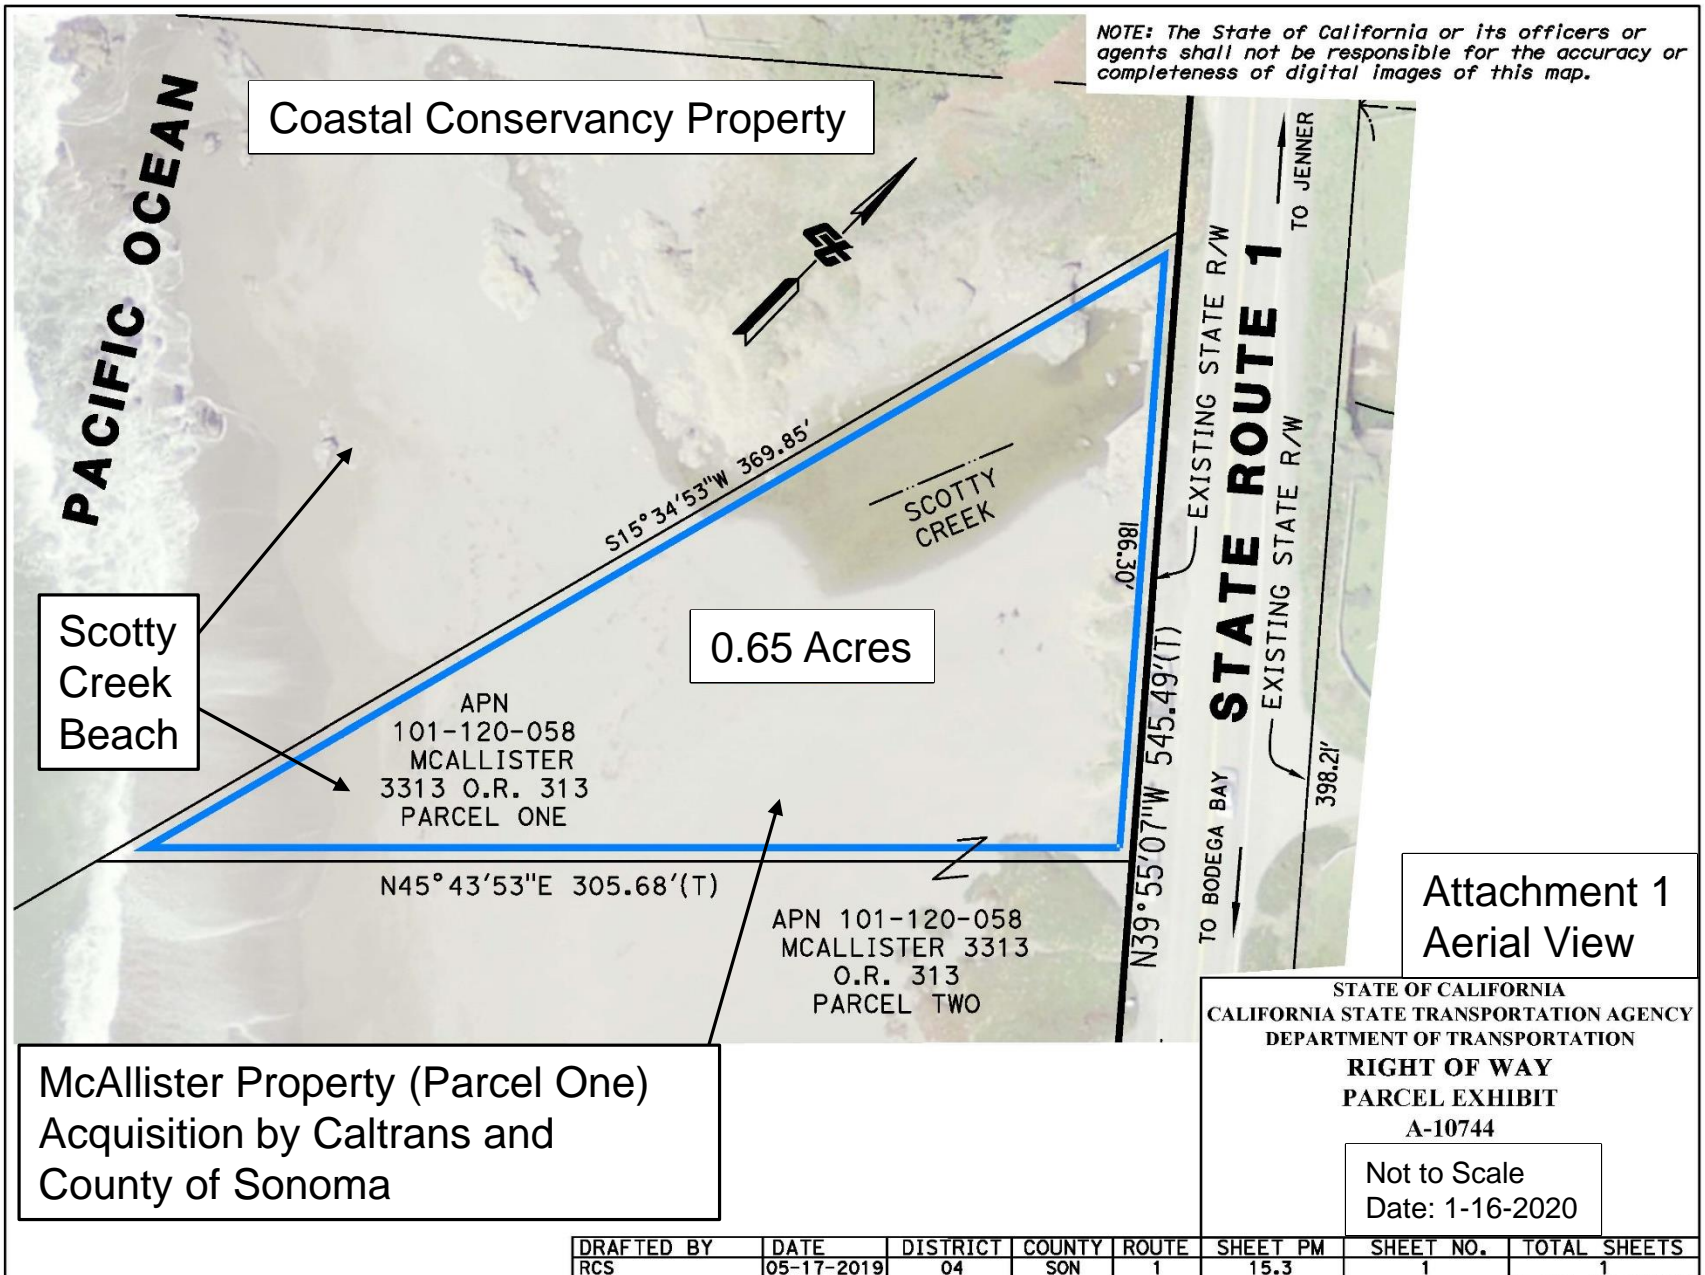 NOTE: The State of California or its officers or
agents shall not be responsible for the accuracy or
completeness of digital images of this map.
PACIFIC OCEAN
Coastal Conservancy Property
ct
TO JENNER
EXISTING STATE R/W
STATE ROUTE 1
EXISTING STATE R/W
S15°34'53"W 369.85'
SCOTTY
CREEK
186.30'
Scotty
Creek
Beach
0.65 Acres
APN
101-120-058
MCALLISTER
3313 O.R. 313
PARCEL ONE
N39°55'07"W 545.49'(T)
TO BODEGA BAY
398.21'
N45°43'53"E 305.68'(T)
APN 101-120-058
MCALLISTER 3313
O.R. 313
PARCEL TWO
Attachment 1
Aerial View
McAllister Property (Parcel One)
Acquisition by Caltrans and
County of Sonoma
STATE OF CALIFORNIA
CALIFORNIA STATE TRANSPORTATION AGENCY
DEPARTMENT OF TRANSPORTATION
RIGHT OF WAY
PARCEL EXHIBIT
A-10744
Not to Scale
Date: 1-16-2020
DRAFTED BY DATE DISTRICT COUNTY ROUTE SHEET PM SHEET NO. TOTAL SHEETS
RCS 05-17-2019 04 SON 1 15.3 1 1